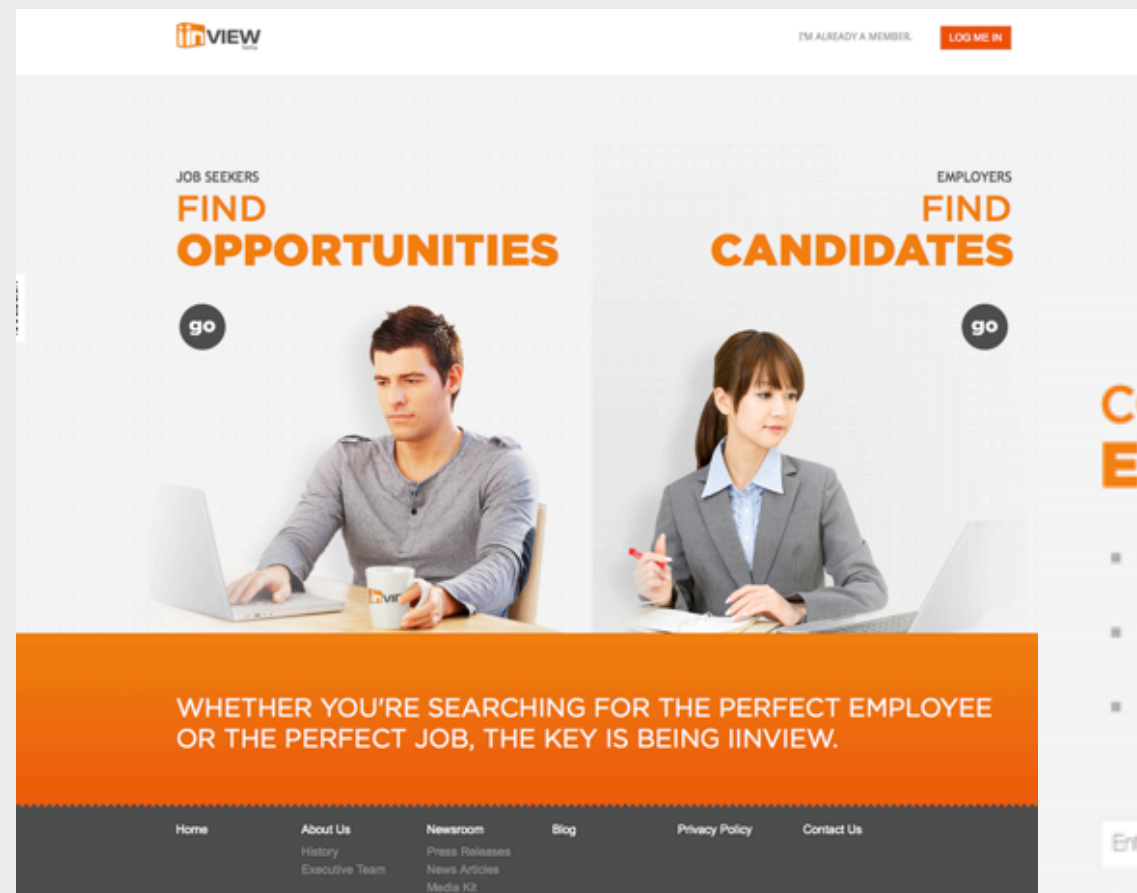 iinVIEW
beta
I'M ALREADY A MEMBER.
LOG ME IN
JOB SEEKERS
FIND
OPPORTUNITIES
go
EMPLOYERS
FIND
CANDIDATES
go
WHETHER YOU'RE SEARCHING FOR THE PERFECT EMPLOYEE
OR THE PERFECT JOB, THE KEY IS BEING IINVIEW.
Home
About Us
History
Executive Team
Newsroom
Press Releases
News Articles
Media Kit
Blog
Privacy Policy
Contact Us